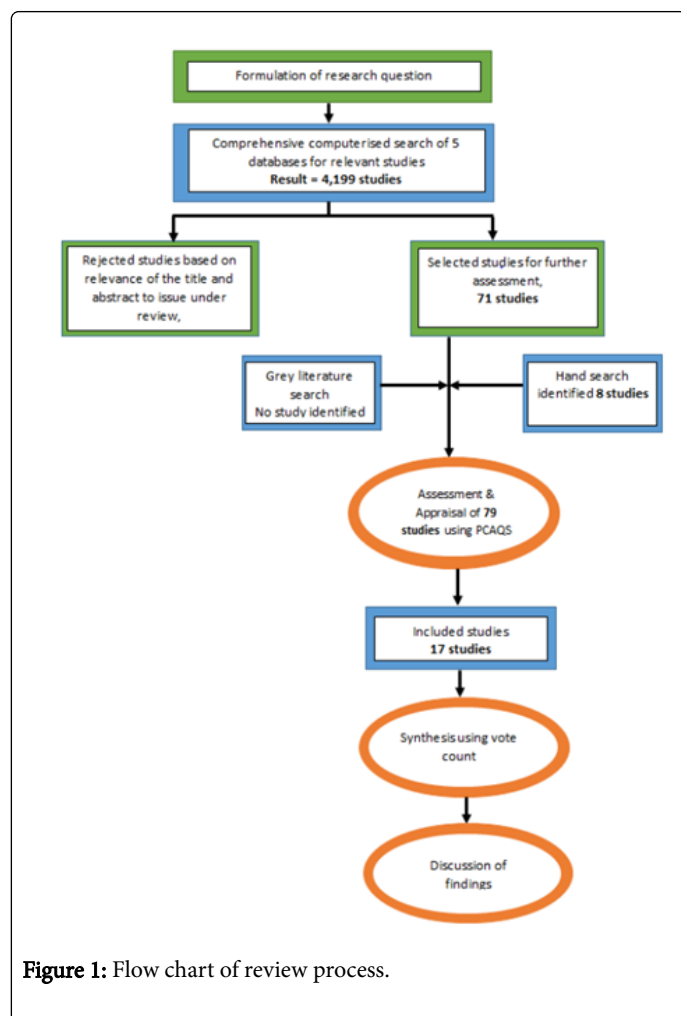 Formulation of research question
Comprehensive computerised search of 5
databases for relevant studies
Result = 4,199 studies
Rejected studies based on
relevance of the title and
abstract to issue under
review,
Selected studies for further
assessment,
71 studies
Grey literature
search
No study identified
Hand search
identified 8 studies
Assessment &
Appraisal of 79
studies using PCAQS
Included studies
17 studies
Synthesis using vote
count
Discussion of
findings
Figure 1: Flow chart of review process.